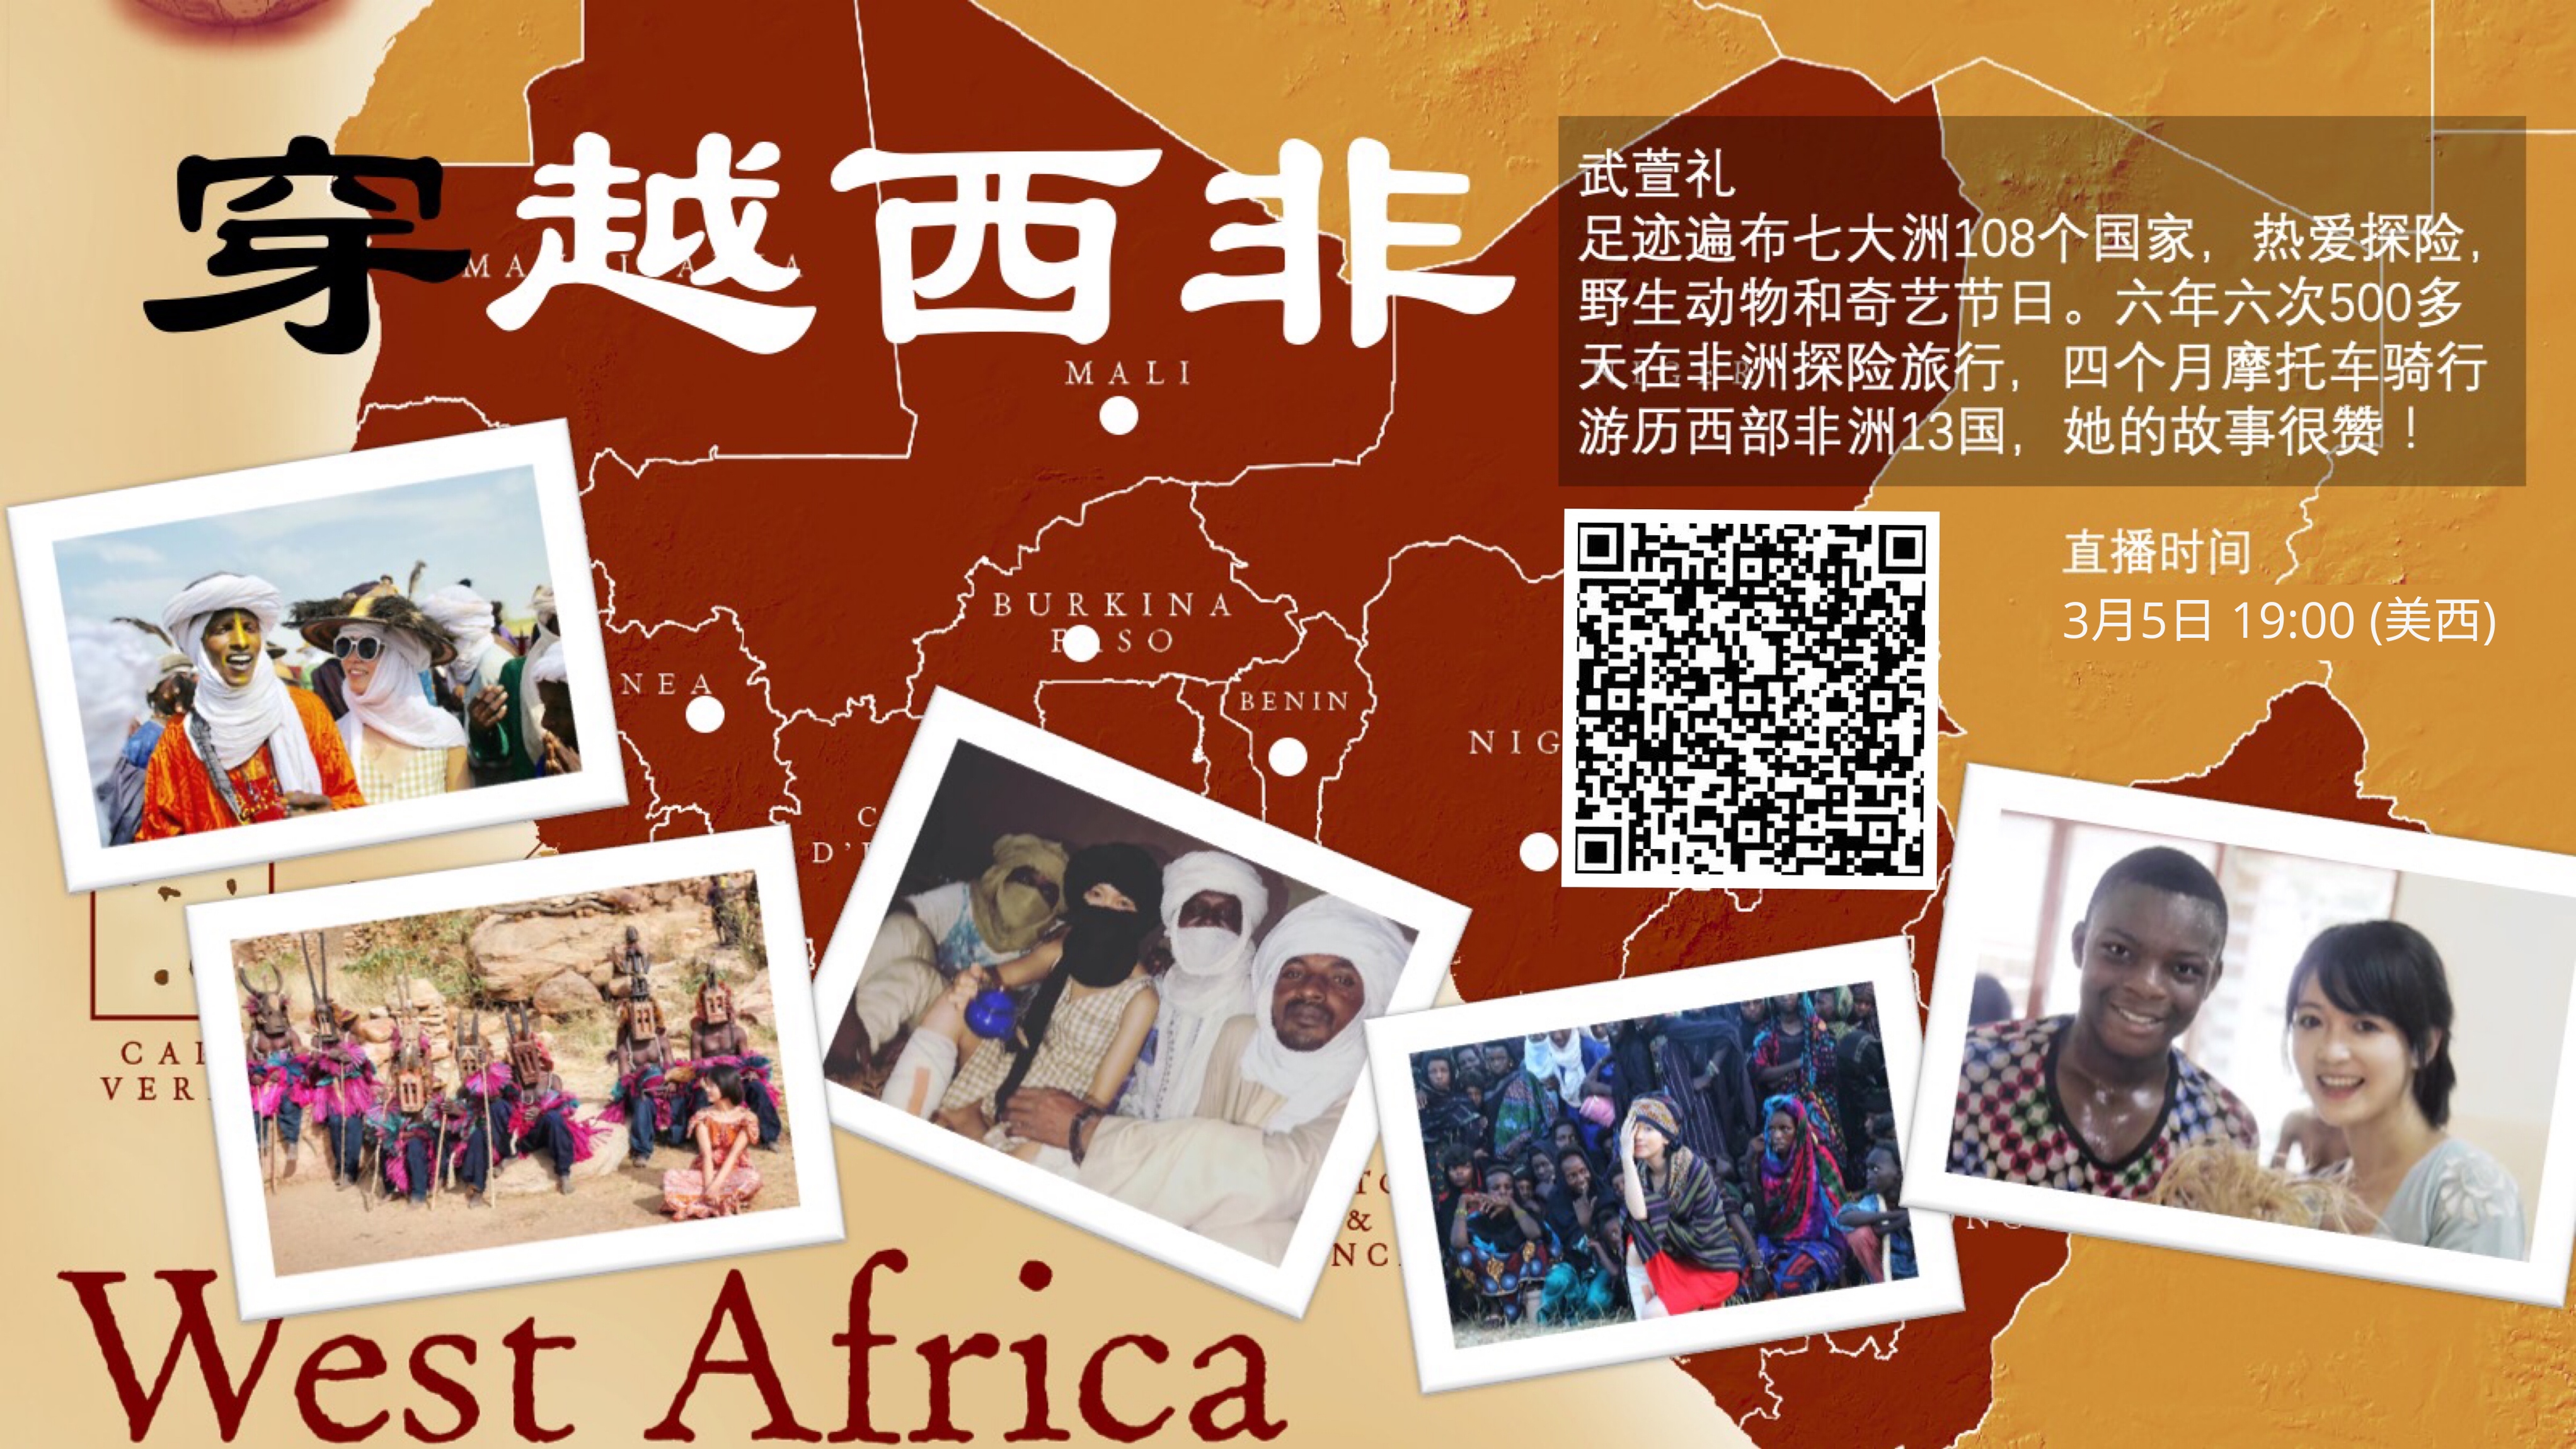 穿越西非
武萱礼
足迹遍布七大洲108个国家，热爱探险，
野生动物和奇艺节日。六年六次500多
天在非洲探险旅行，四个月摩托车骑行
游历西部非洲13国，她的故事很赞！
MALI
直播时间
3月5日 19:00 (美西)
BURKINA
BENIN
West Africa